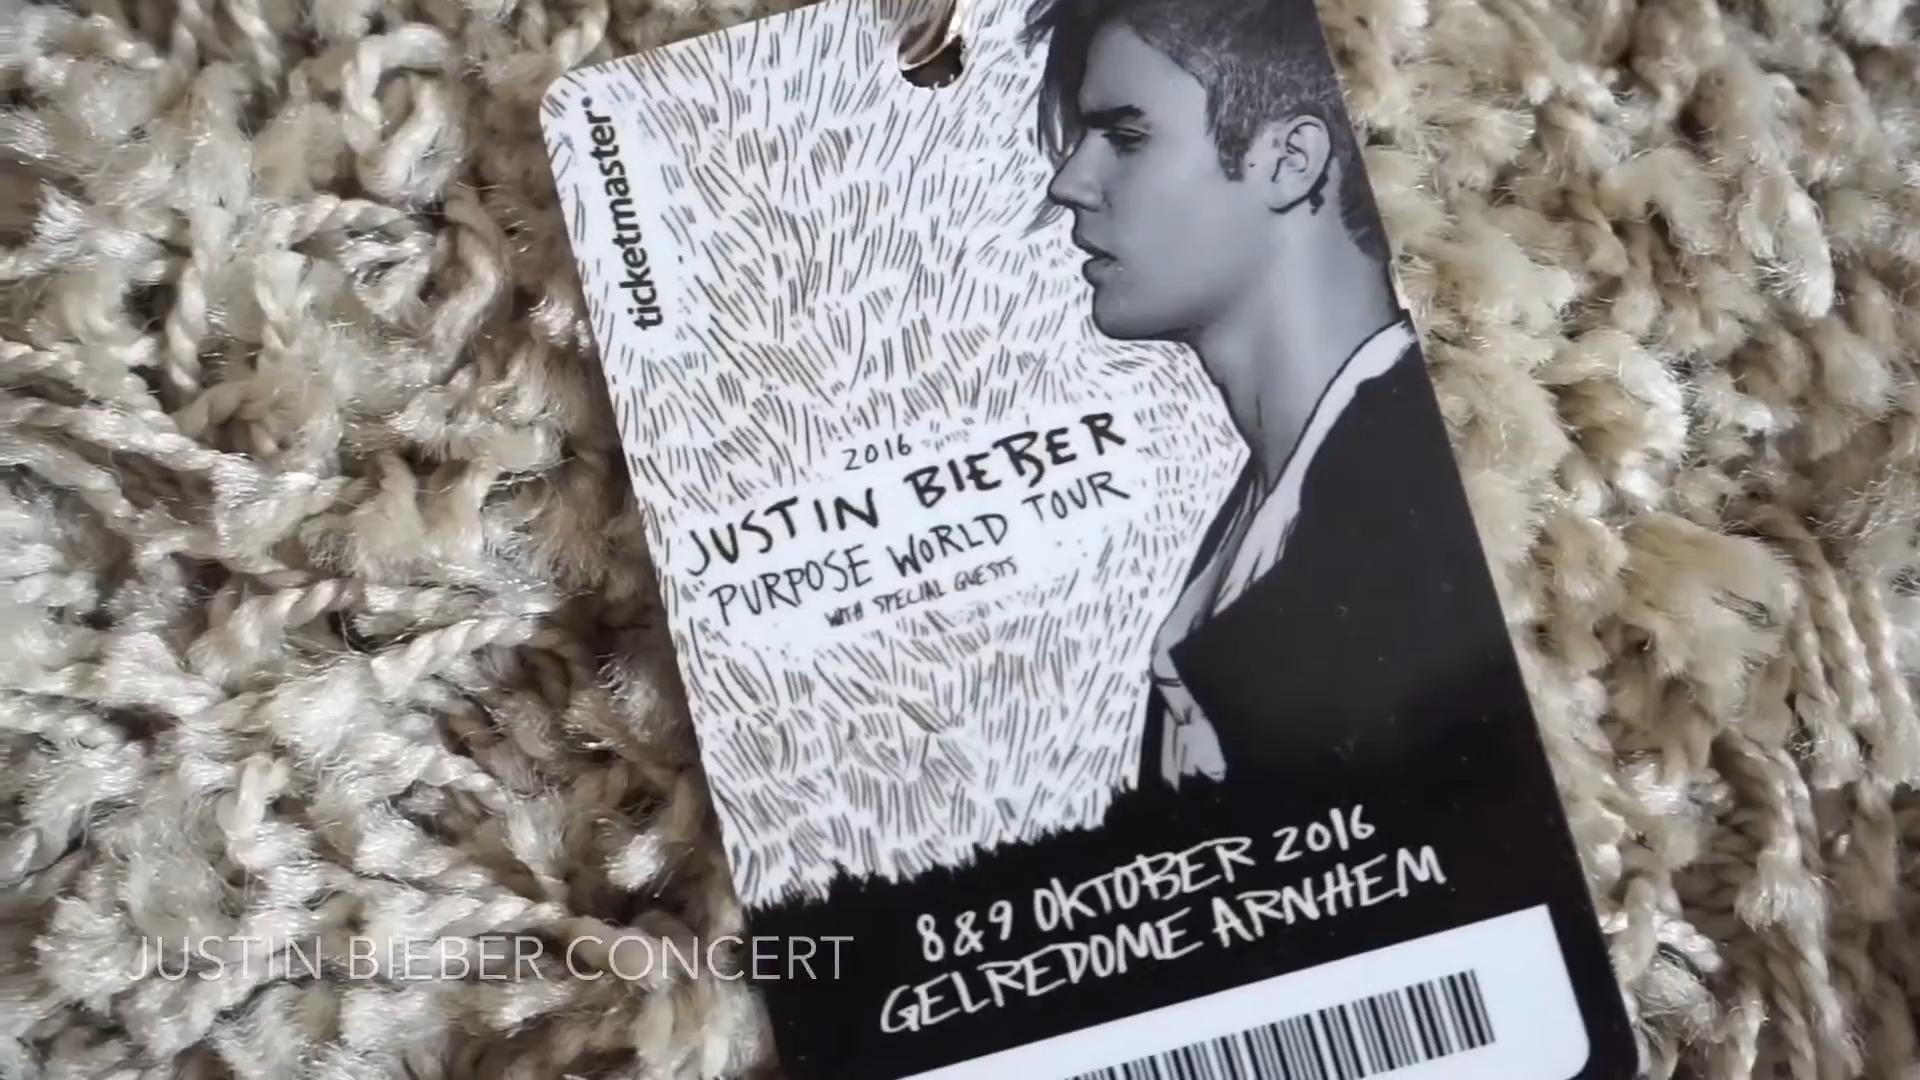 ticketmaster
2016
JUSTIN BIEBER
PURPOSE WORLD TOUR
WITH SPECIAL GUESTS
8 & 9 OKTOBER 2016
GELREDOME ARNHEM
JUSTIN BIEBER CONCERT